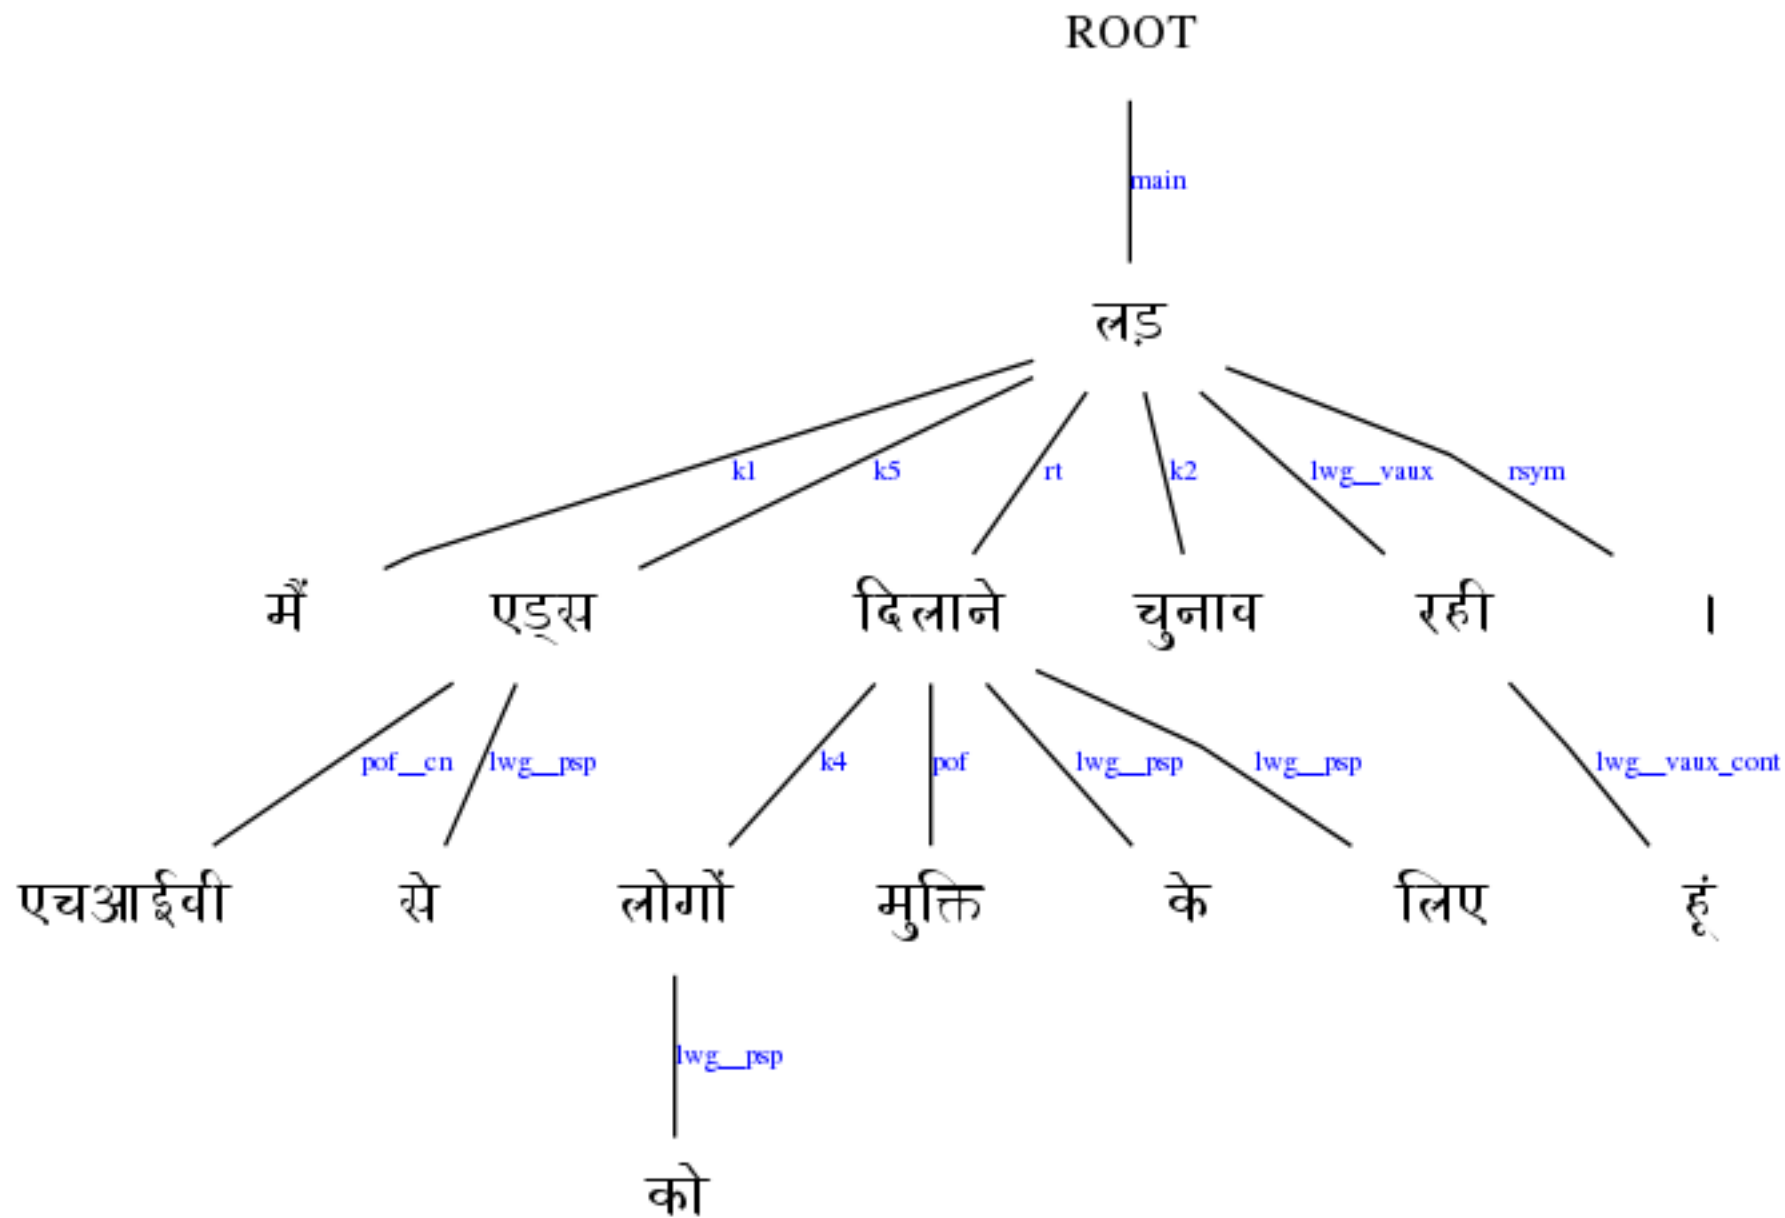 ROOT
main
लड़
k1 k5 rt k2 lwg__vaux rsym
मैं एड्स दिलाने चुनाव रही ।
pof__cn lwg__psp k4 pof lwg__psp lwg__psp lwg__vaux_cont
एचआईवी से लोगों मुक्ति के लिए हूं
lwg__psp
को